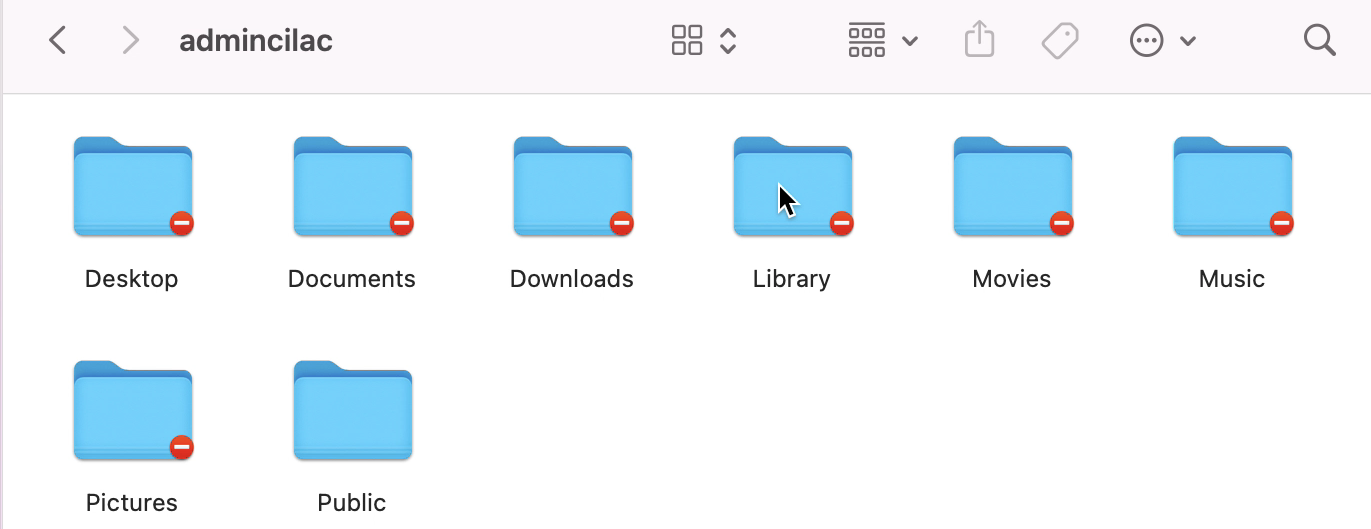 admincilac
Desktop
Documents
Downloads
Library
Movies
Music
Pictures
Public